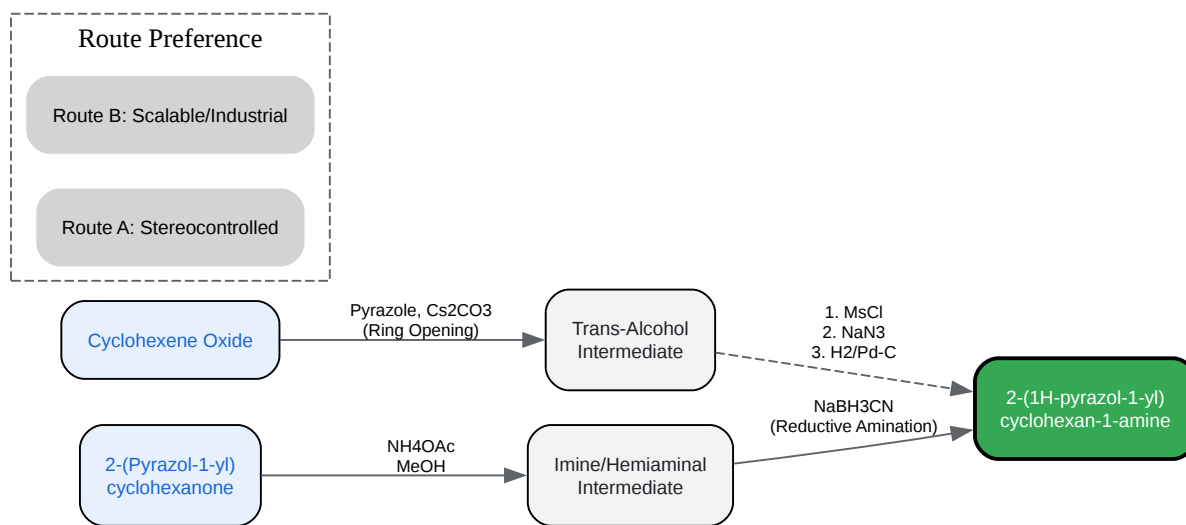 Route Preference
Route B: Scalable/Industrial
Route A: Stereocontrolled
Cyclohexene Oxide
Pyrazole, Cs2CO3
(Ring Opening)
Trans-Alcohol
Intermediate
1. MsCl
2. NaN3
3. H2/Pd-C
2-(1H-pyrazol-1-yl)
cyclohexan-1-amine
2-(Pyrazol-1-yl)
cyclohexanone
NH4OAc
MeOH
Imine/Hemiaminal
Intermediate
NaBH3CN
(Reductive Amination)